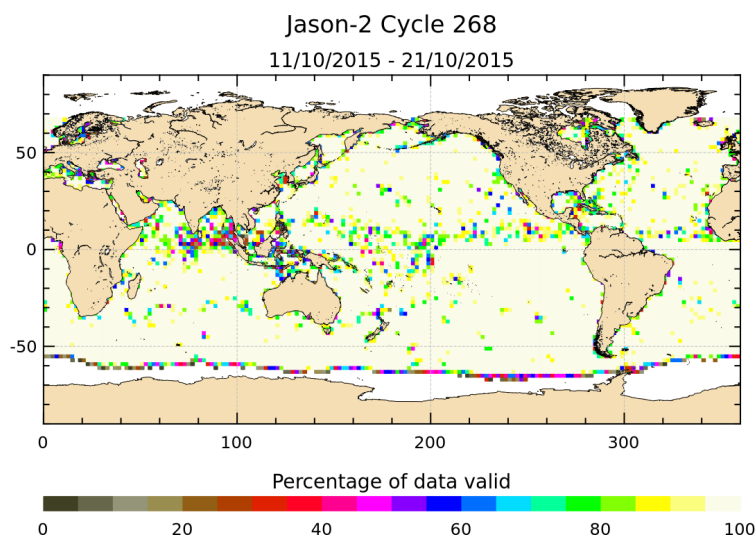 Jason-2 Cycle 268
11/10/2015 - 21/10/2015
50
0
-50
0 100 200 300
Percentage of data valid
0 20 40 60 80 100